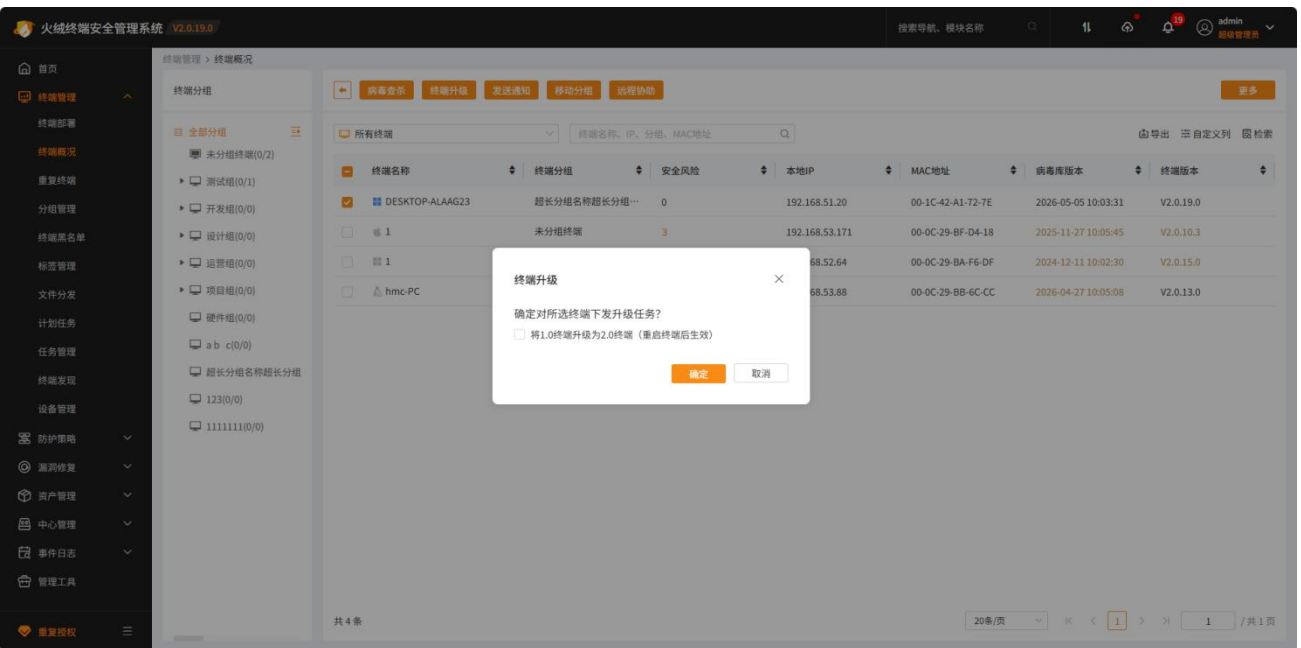 火绒终端安全管理系统 V2.0.19.0
搜索导航、模块名称
19
admin
超级管理员
首页
终端管理
终端部署
终端概况
重复终端
分组管理
终端黑名单
标签管理
文件分发
计划任务
任务管理
终端发现
设备管理
防护策略
漏洞修复
资产管理
中心管理
事件日志
管理工具
重复授权
终端管理 > 终端概况
终端分组
全部分组
未分组终端(0/2)
测试组(0/1)
开发组(0/0)
设计组(0/0)
运营组(0/0)
项目组(0/0)
硬件组(0/0)
a b c(0/0)
超长分组名称超长分组
123(0/0)
1111111(0/0)
病毒查杀 终端升级 发送通知 移动分组 远程协助 更多
所有终端 终端名称、IP、分组、MAC地址 导出 自定义列 检索
终端名称 终端分组 安全风险 本地IP MAC地址 病毒库版本 终端版本
DESKTOP-ALAAG23 超长分组名称超长分组… 0 192.168.51.20 00-1C-42-A1-72-7E 2026-05-05 10:03:31 V2.0.19.0
1 未分组终端 3 192.168.53.171 00-0C-29-BF-D4-18 2025-11-27 10:05:45 V2.0.10.3
1 68.52.64 00-0C-29-BA-F6-DF 2024-12-11 10:02:30 V2.0.15.0
hmc-PC 68.53.88 00-0C-29-BB-6C-CC 2026-04-27 10:05:08 V2.0.13.0
终端升级
确定对所选终端下发升级任务?
将1.0终端升级为2.0终端（重启终端后生效）
确定 取消
共 4 条 20条/页 1 1 / 共 1 页